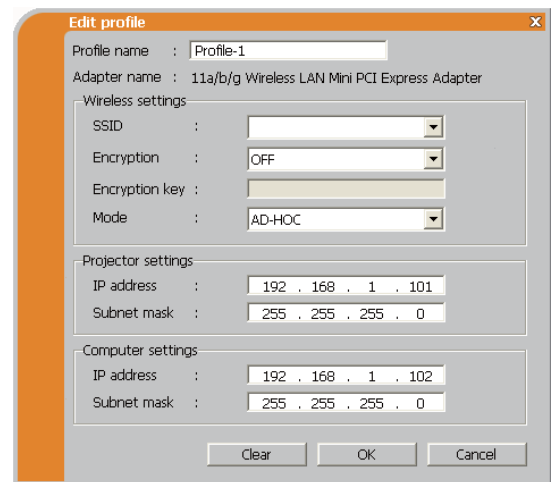 Edit profile x
Profile name : Profile-1
Adapter name : 11a/b/g Wireless LAN Mini PCI Express Adapter
Wireless settings
SSID :
Encryption : OFF
Encryption key :
Mode : AD-HOC
Projector settings
IP address : 192 . 168 . 1 . 101
Subnet mask : 255 . 255 . 255 . 0
Computer settings
IP address : 192 . 168 . 1 . 102
Subnet mask : 255 . 255 . 255 . 0
Clear OK Cancel